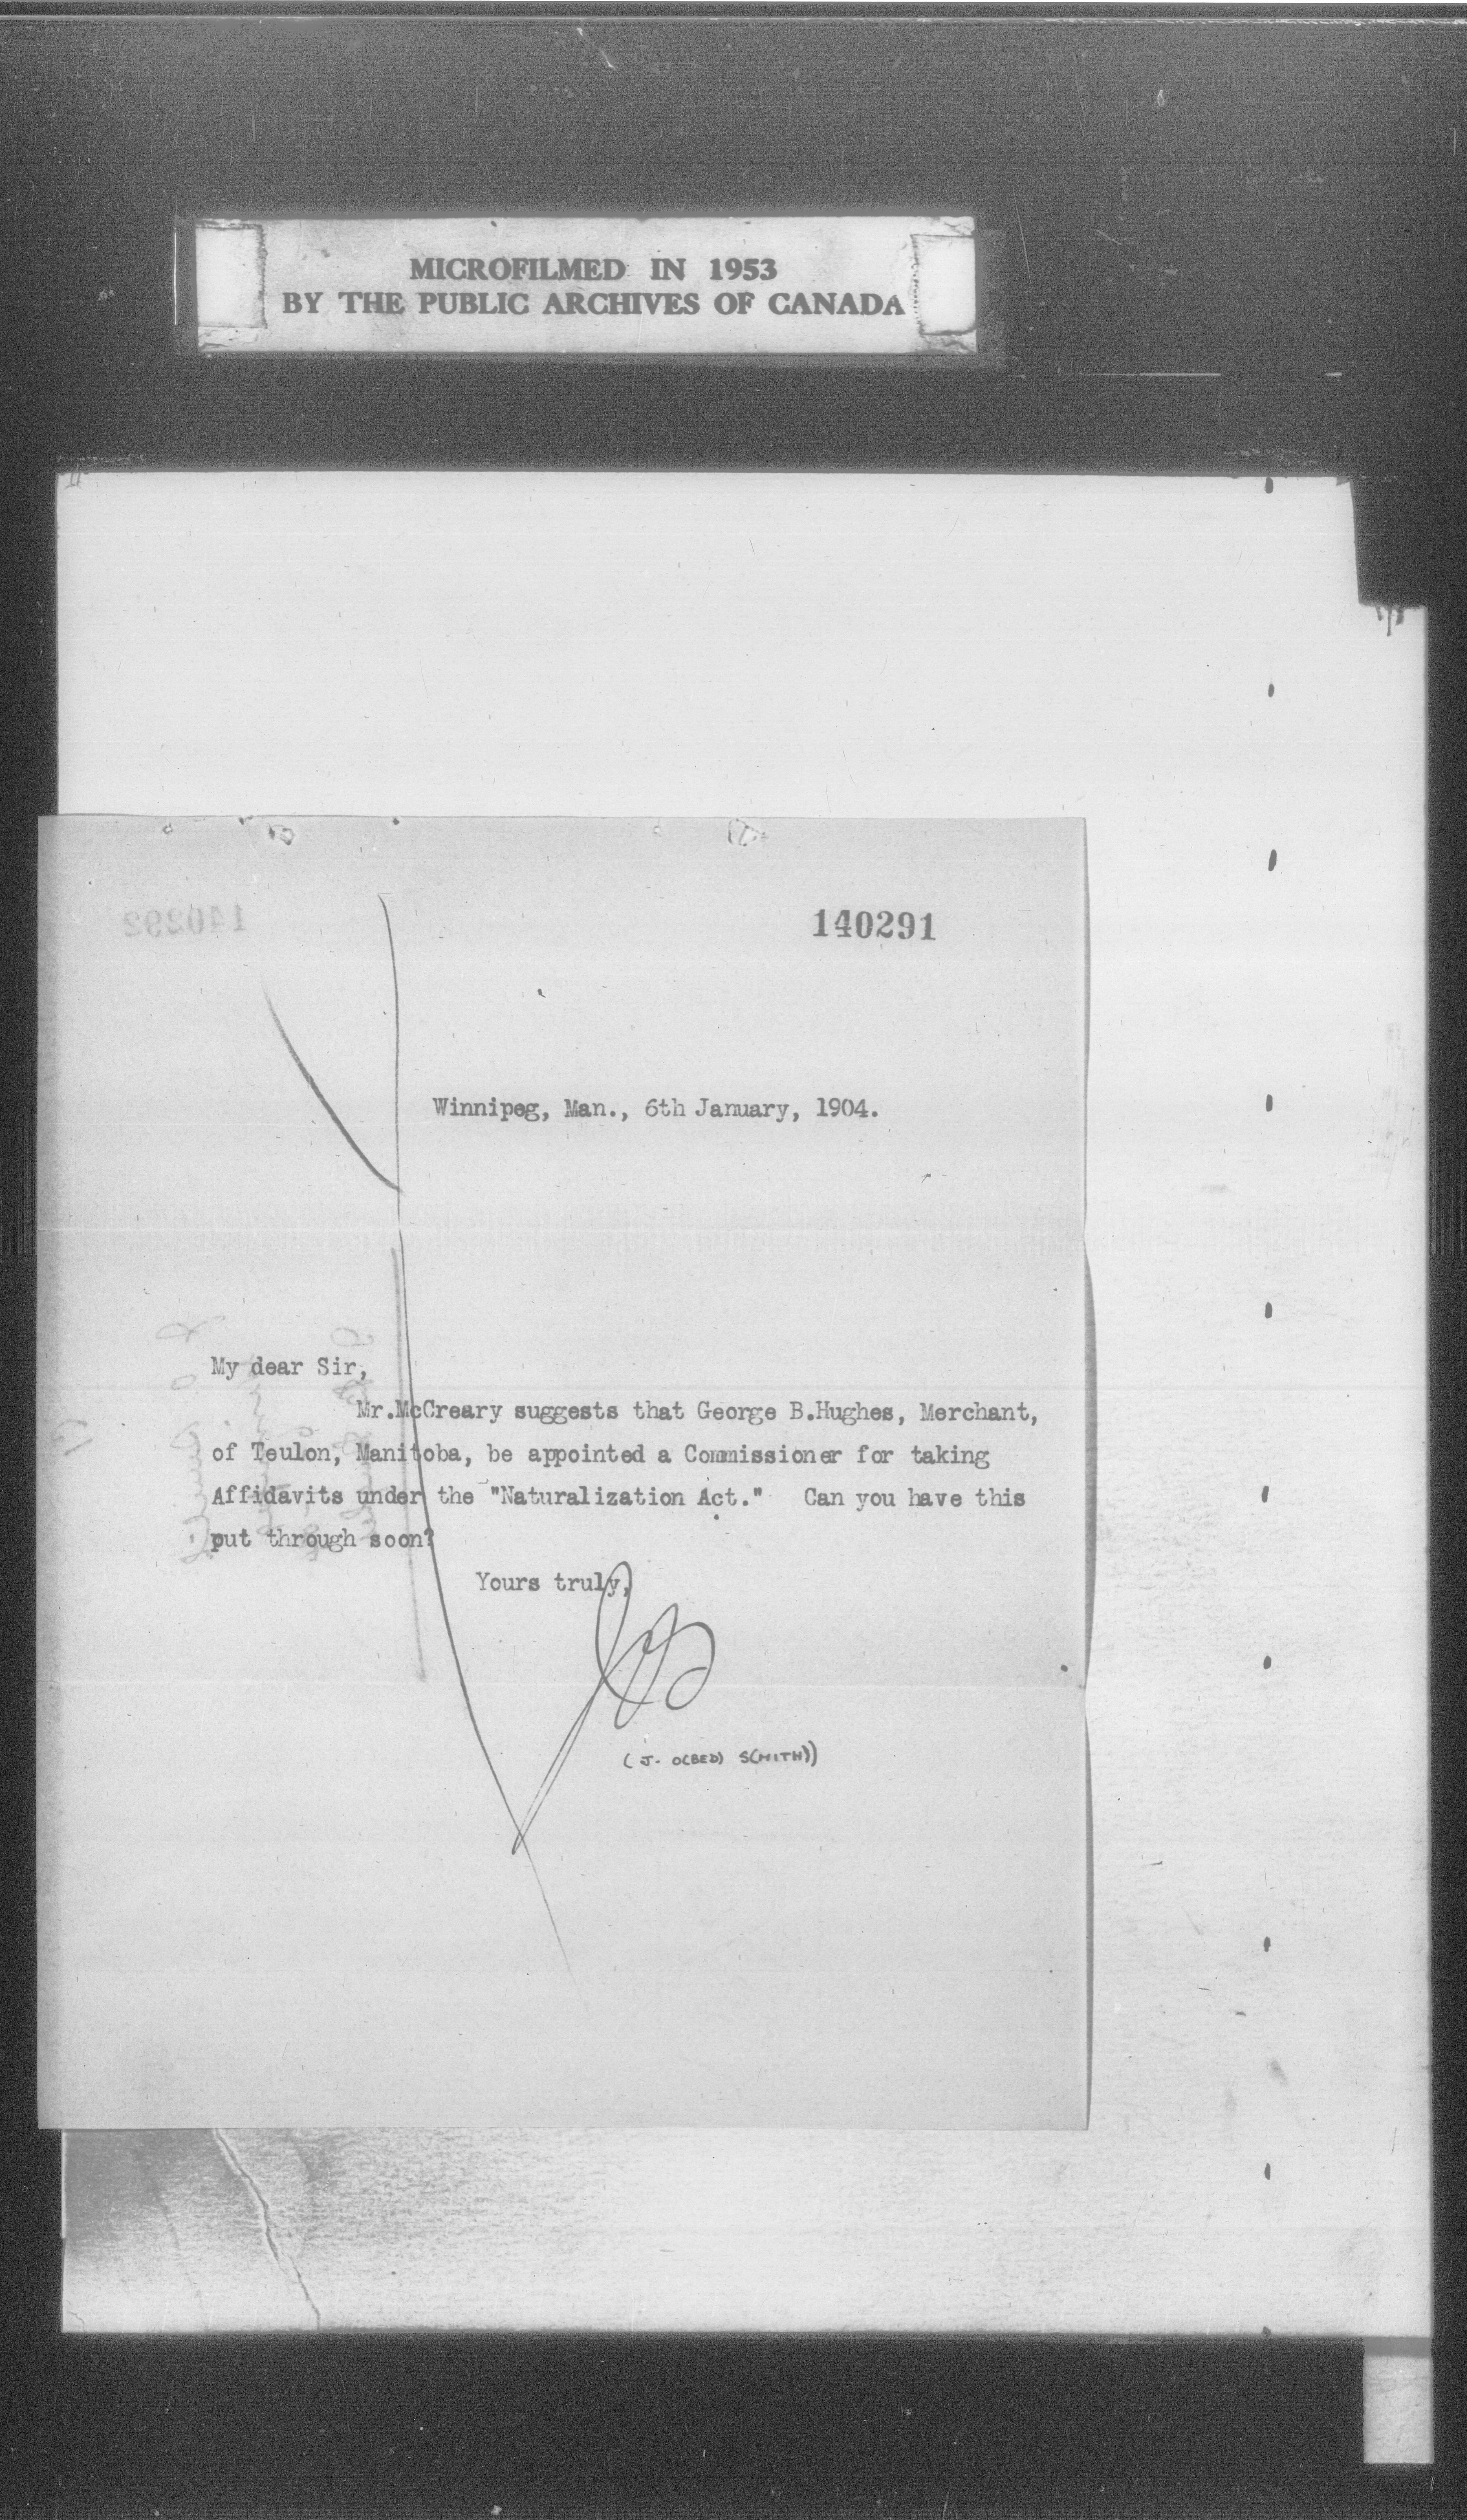 MICROFILMED IN 1953
BY THE PUBLIC ARCHIVES OF CANADA
140291
Winnipeg, Man., 6th January, 1904.
My dear Sir,
Mr.McCreary suggests that George B.Hughes, Merchant,
of Teulon, Manitoba, be appointed a Commissioner for taking
Affidavits under the "Naturalization Act." Can you have this
put through soon?
Yours truly,
(J. O(BED) S(MITH))